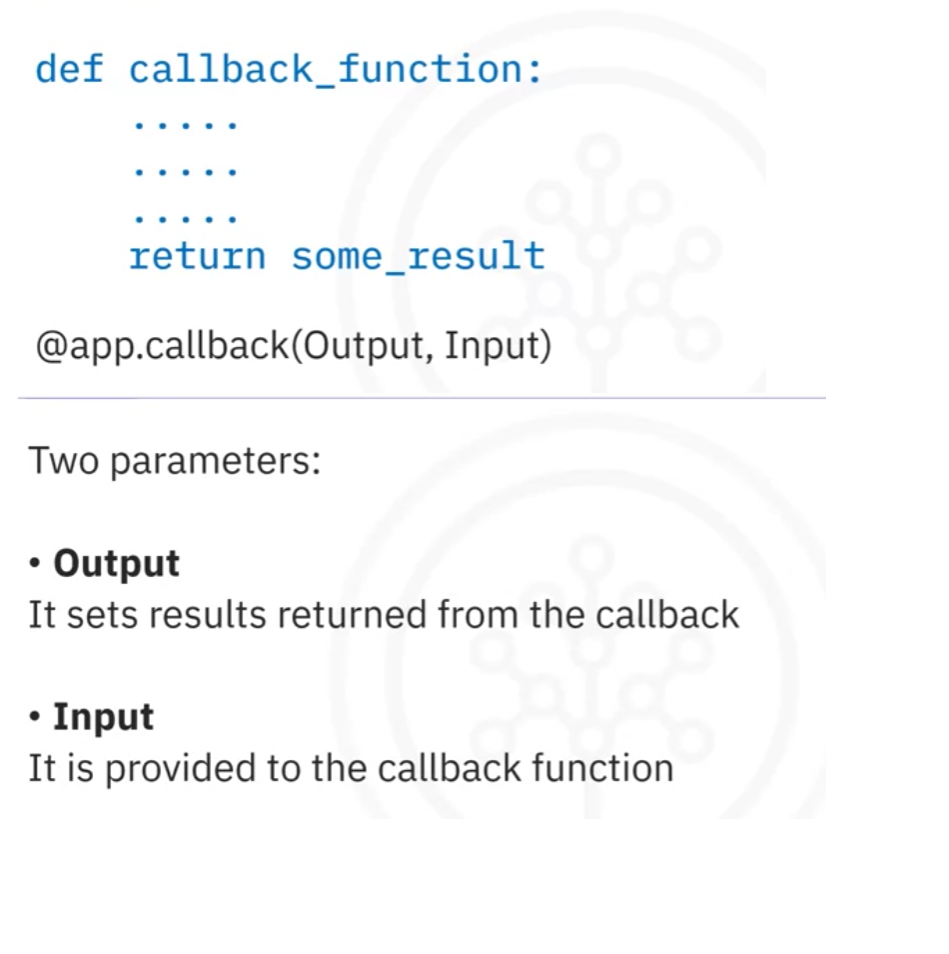 def callback_function:
.....
.....
.....
return some_result
@app.callback(Output, Input)
Two parameters:
• Output
It sets results returned from the callback
• Input
It is provided to the callback function